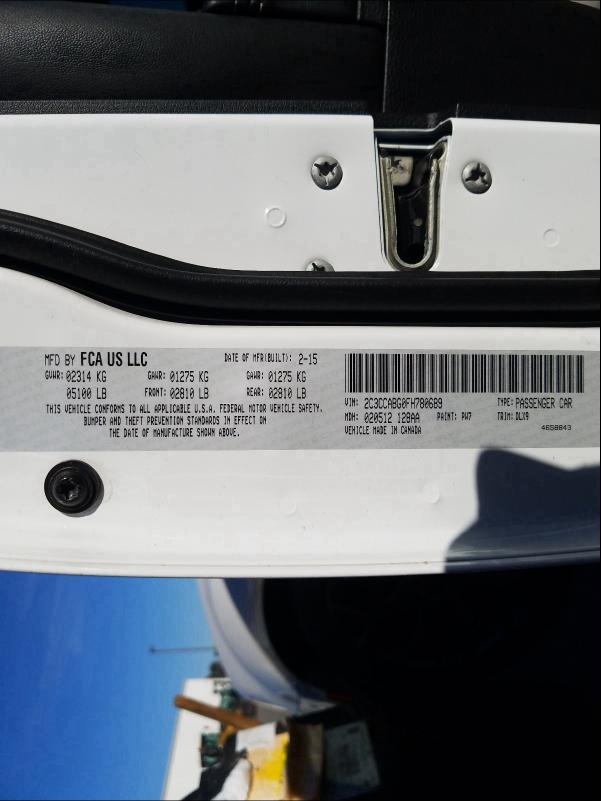 MFD BY FCA US LLC DATE OF MFR(BUILT): 2-15
GVWR: 02314 KG GAWR: 01275 KG GAWR: 01275 KG
05100 LB FRONT: 02810 LB REAR: 02810 LB
THIS VEHICLE CONFORMS TO ALL APPLICABLE U.S.A. FEDERAL MOTOR VEHICLE SAFETY,
BUMPER AND THEFT PREVENTION STANDARDS IN EFFECT ON
THE DATE OF MANUFACTURE SHOWN ABOVE.
VIN: 2C3CCABG0FH780689 TYPE: PASSENGER CAR
MDH: 020512 128AA PAINT: PW7 TRIM: DLX9
VEHICLE MADE IN CANADA 4658843